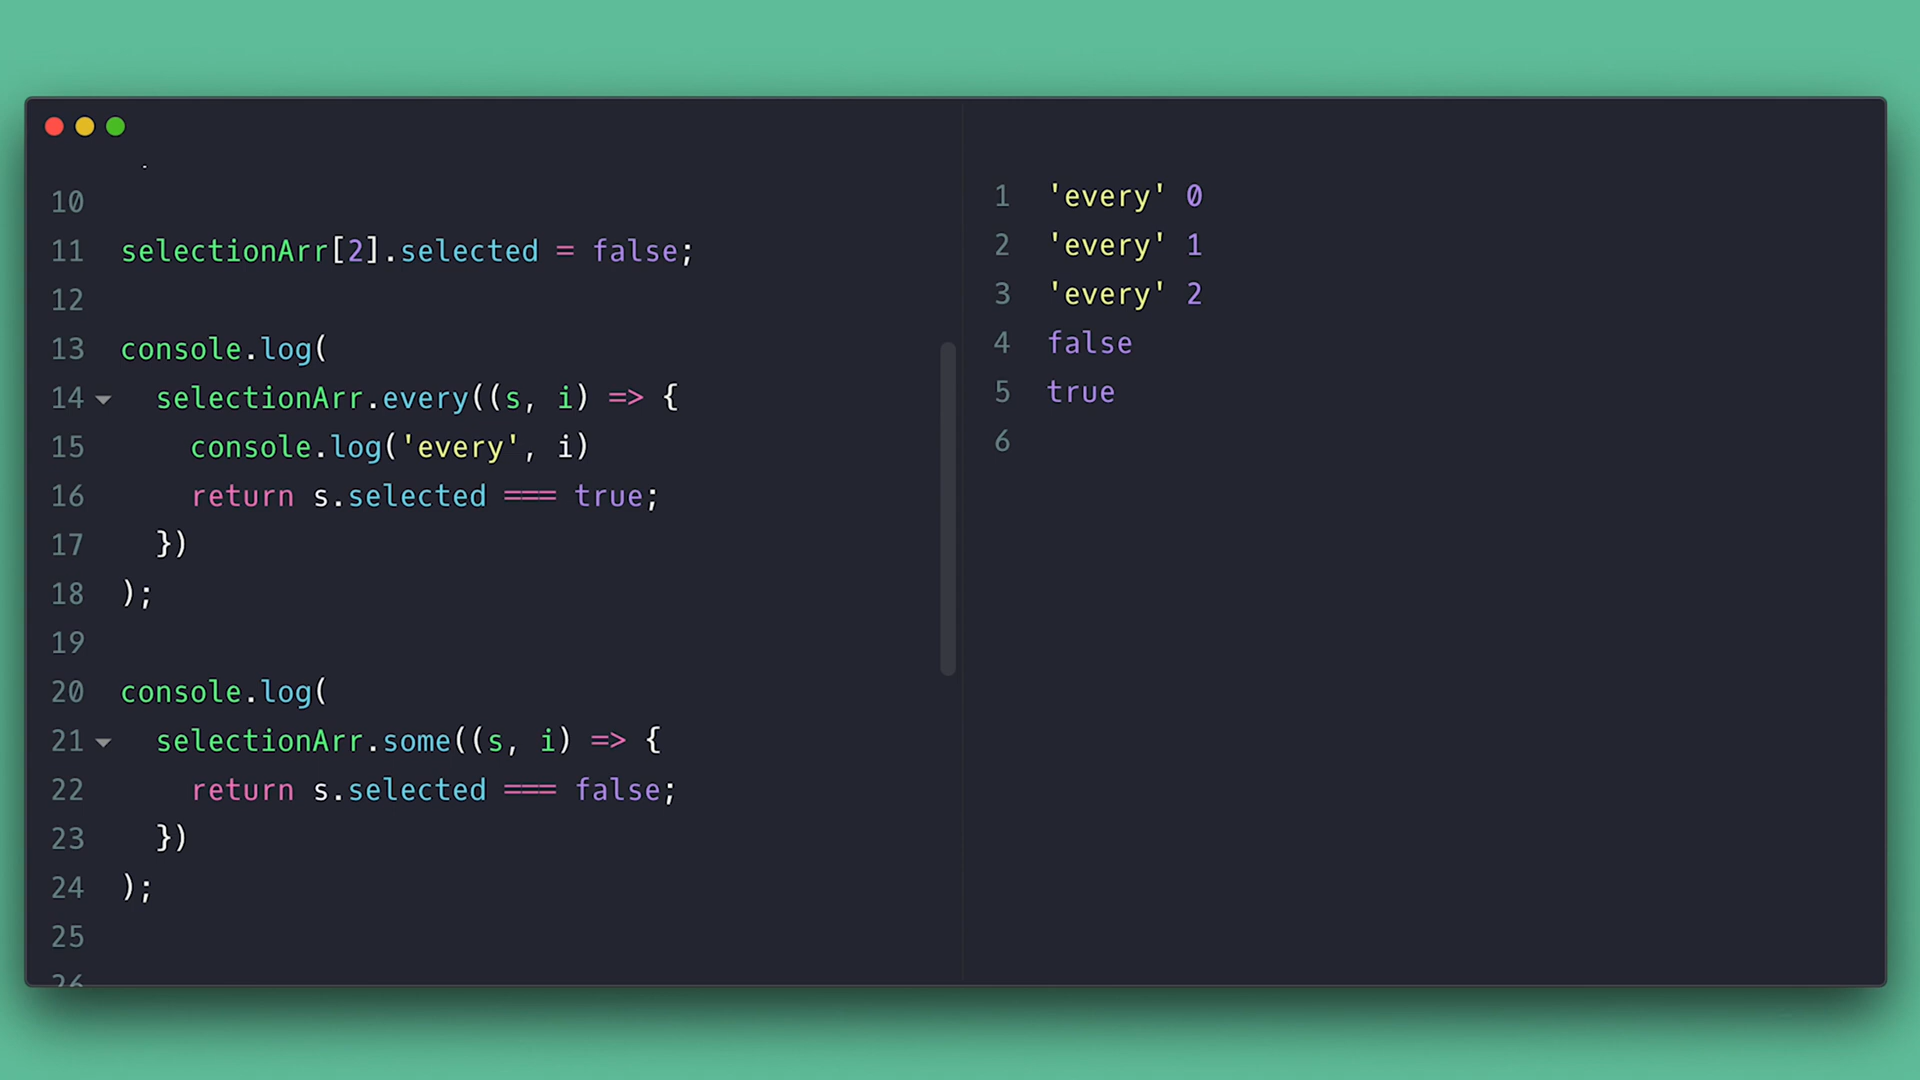 10
11 selectionArr[2].selected = false;
12
13 console.log(
14 selectionArr.every((s, i) => {
15 console.log('every', i)
16 return s.selected === true;
17 })
18 );
19
20 console.log(
21 selectionArr.some((s, i) => {
22 return s.selected === false;
23 })
24 );
25
26
1 'every' 0
2 'every' 1
3 'every' 2
4 false
5 true
6